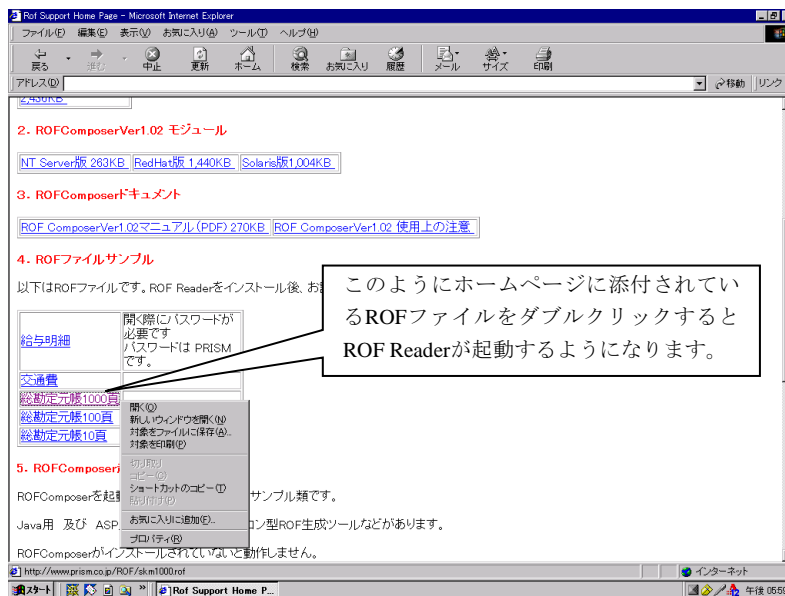 Rof Support Home Page - Microsoft Internet Explorer
ファイル(F) 編集(E) 表示(V) お気に入り(A) ツール(T) ヘルプ(H)
戻る 進む 中止 更新 ホーム 検索 お気に入り 履歴 メール サイズ 印刷
アドレス(D) 移動 リンク
2,436KB
2. ROFComposerVer1.02 モジュール
NT Server版 263KB RedHat版 1,440KB Solaris版1,004KB
3. ROFComposerドキュメント
ROF ComposerVer1.02マニュアル(PDF) 270KB ROF ComposerVer1.02 使用上の注意
4. ROFファイルサンプル
以下はROFファイルです。ROF Readerをインストール後、お
このようにホームページに添付されてい
るROFファイルをダブルクリックすると
ROF Readerが起動するようになります。
給与明細 開く際にパスワードが
必要です
パスワードは PRISM
です。
交通費
総勘定元帳1000頁
総勘定元帳100頁
総勘定元帳10頁
開く(O)
新しいウィンドウを開く(N)
対象をファイルに保存(A)...
対象を印刷(P)
切り取り
コピー(C)
ショートカットのコピー(T)
貼り付け(P)
お気に入りに追加(F)...
プロパティ(R)
5. ROFComposer
ROFComposerを起 サンプル類です。
Java用 及び ASP ン型ROF生成ツールなどがあります。
ROFComposerがインストールされていないと動作しません。
http://www.prism.co.jp/ROF/skm1000.rof インターネット
スタート Rof Support Home P... 午後 05:59